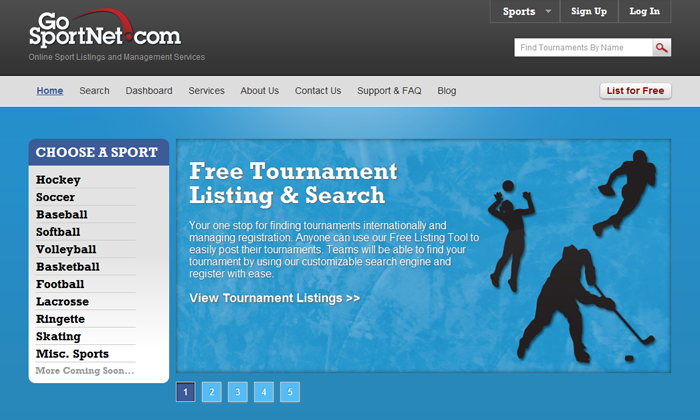 Go
SportNet.com
Online Sport Listings and Management Services
Sports Sign Up Log In
Find Tournaments By Name
Home Search Dashboard Services About Us Contact Us Support & FAQ Blog
List for Free
CHOOSE A SPORT
Hockey
Soccer
Baseball
Softball
Volleyball
Basketball
Football
Lacrosse
Ringette
Skating
Misc. Sports
More Coming Soon...
Free Tournament
Listing & Search
Your one stop for finding tournaments internationally and
managing registration. Anyone can use our Free Listing Tool to
easily post their tournaments. Teams will be able to find your
tournament by using our customizable search engine and
register with ease.
View Tournament Listings >>
1 2 3 4 5